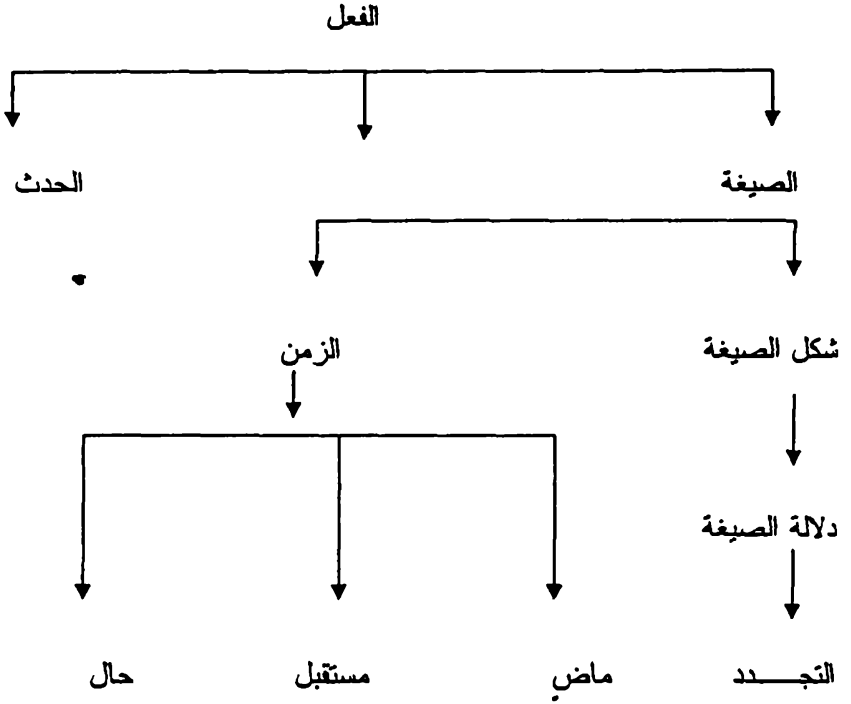 الفعل
الصيغة الحدث
شكل الصيغة الزمن
دلالة الصيغة
التجـــدد ماضٍ مستقبل حال